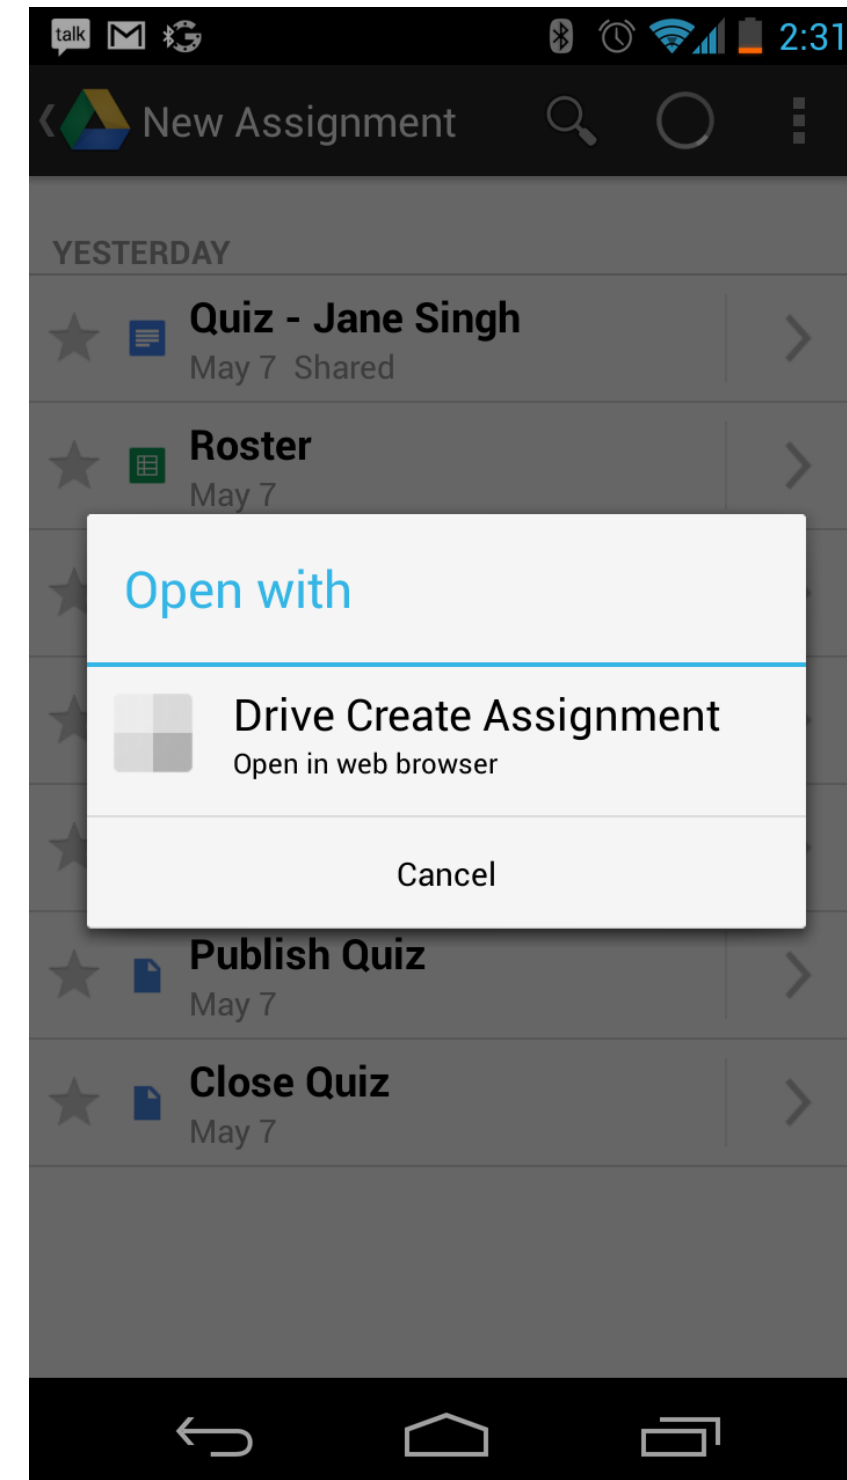 talk
2:31
New Assignment
YESTERDAY
Quiz - Jane Singh
May 7 Shared
Roster
May 7
Open with
Drive Create Assignment
Open in web browser
Cancel
Publish Quiz
May 7
Close Quiz
May 7